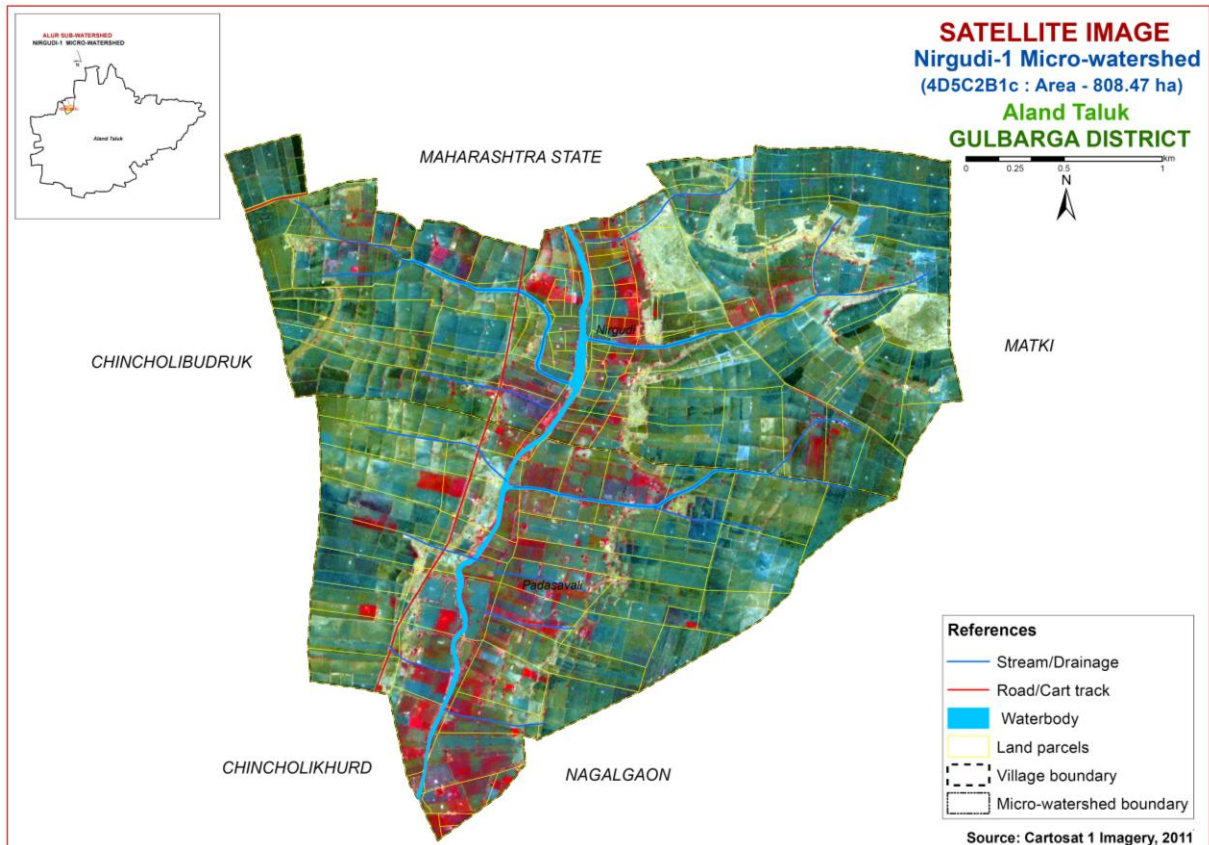 ALUR SUB-WATERSHED
NIRGUDI-1 MICRO-WATERSHED
N
Aland Taluk
SATELLITE IMAGE
Nirgudi-1 Micro-watershed
(4D5C2B1c : Area - 808.47 ha)
Aland Taluk
GULBARGA DISTRICT
km
0 0.25 0.5 1
N
MAHARASHTRA STATE
CHINCHOLIBUDRUK
Nirgudi
MATKI
Padasavali
CHINCHOLIKHURD
NAGALGAON
References
Stream/Drainage
Road/Cart track
Waterbody
Land parcels
Village boundary
Micro-watershed boundary
Source: Cartosat 1 Imagery, 2011